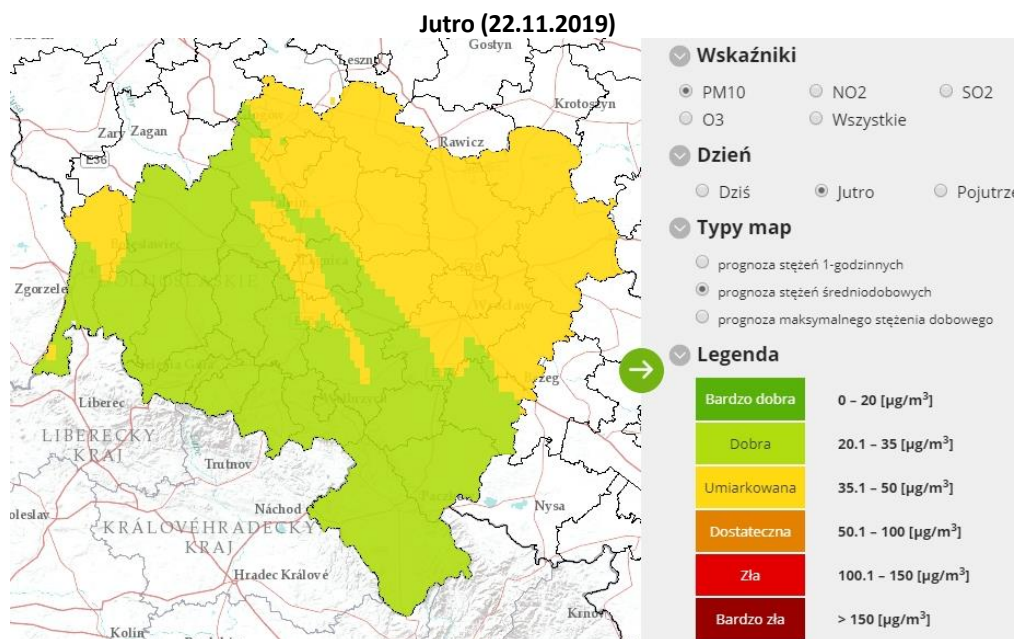 Jutro (22.11.2019)
Gostyn
Leszno
Krotoszyn
Zary Zagan
Rawicz
E36
Zgorzele
Liberec
LIBERECKY
KRAJ
Trutnov
Náchod
KRÁLOVÉHRADECKY
KRAJ
Hradec Králové
Kolín
Nysa
Krnov
Wskaźniki
PM10 NO2 SO2
O3 Wszystkie
Dzień
Dziś Jutro Pojutrze
Typy map
prognoza stężeń 1-godzinnych
prognoza stężeń średniodobowych
prognoza maksymalnego stężenia dobowego
Legenda
Bardzo dobra 0 – 20 [µg/m³]
Dobra 20.1 – 35 [µg/m³]
Umiarkowana 35.1 – 50 [µg/m³]
Dostateczna 50.1 – 100 [µg/m³]
Zła 100.1 – 150 [µg/m³]
Bardzo zła > 150 [µg/m³]